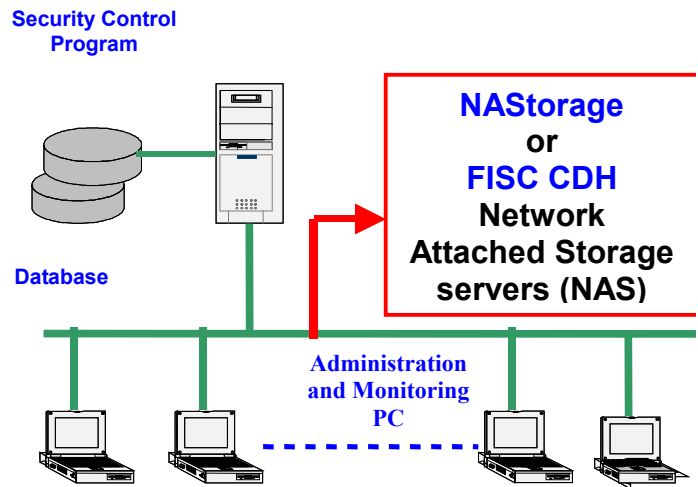 Security Control
Program
NAStorage
or
FISC CDH
Network
Attached Storage
servers (NAS)
Database
Administration
and Monitoring
PC